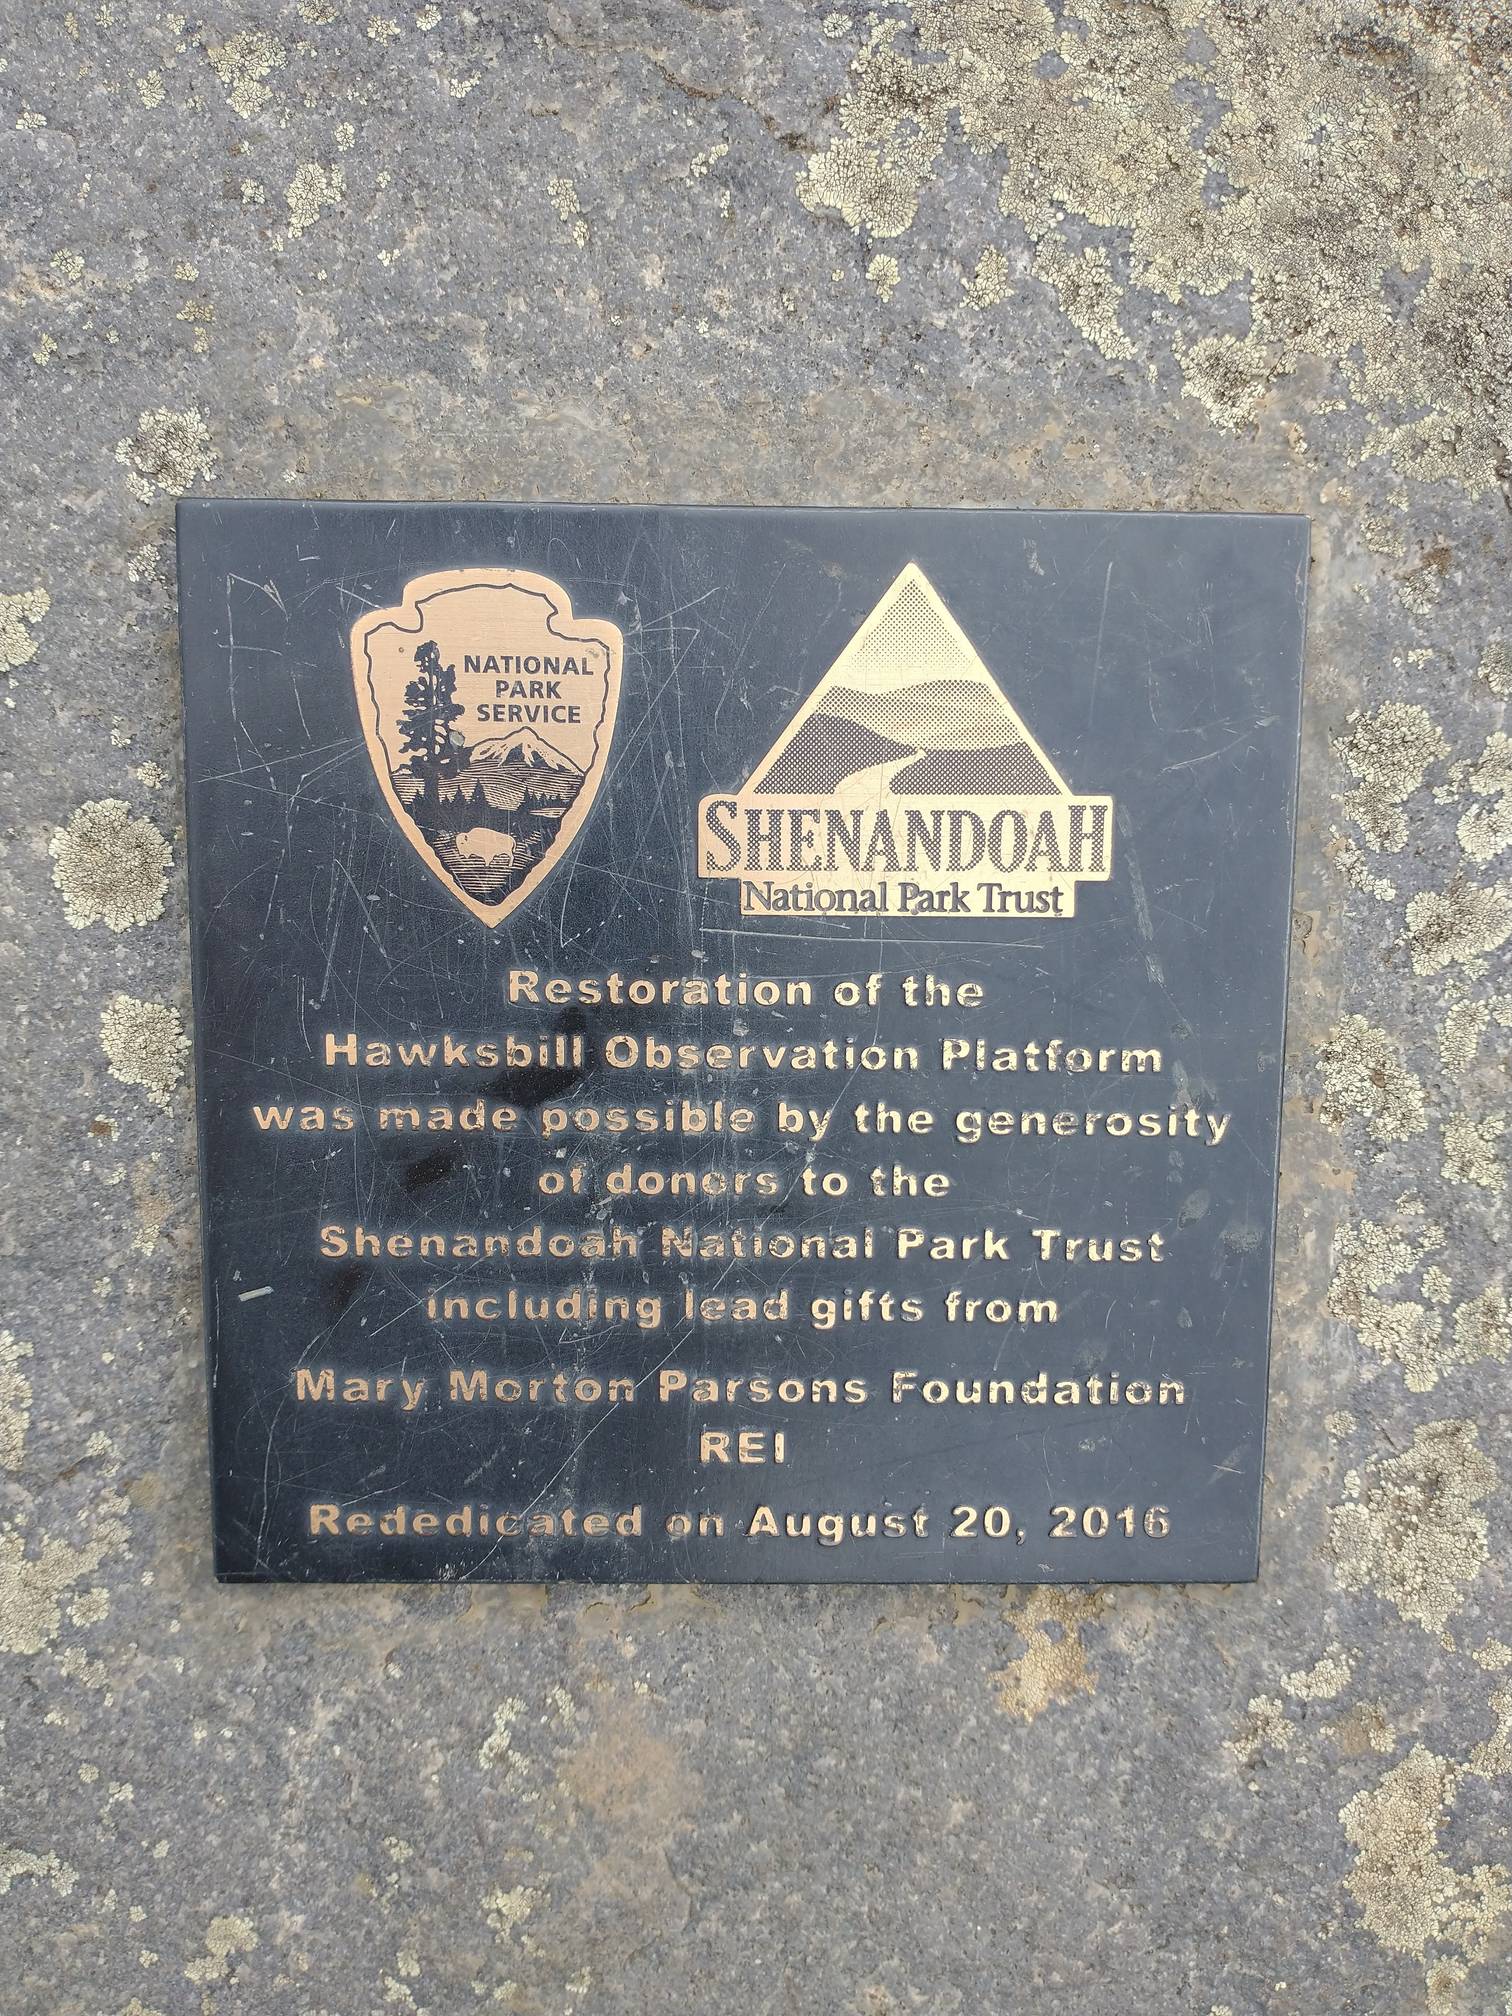 NATIONAL
PARK
SERVICE
SHENANDOAH
National Park Trust
Restoration of the
Hawksbill Observation Platform
was made possible by the generosity
of donors to the
Shenandoah National Park Trust
including lead gifts from
Mary Morton Parsons Foundation
REI
Rededicated on August 20, 2016